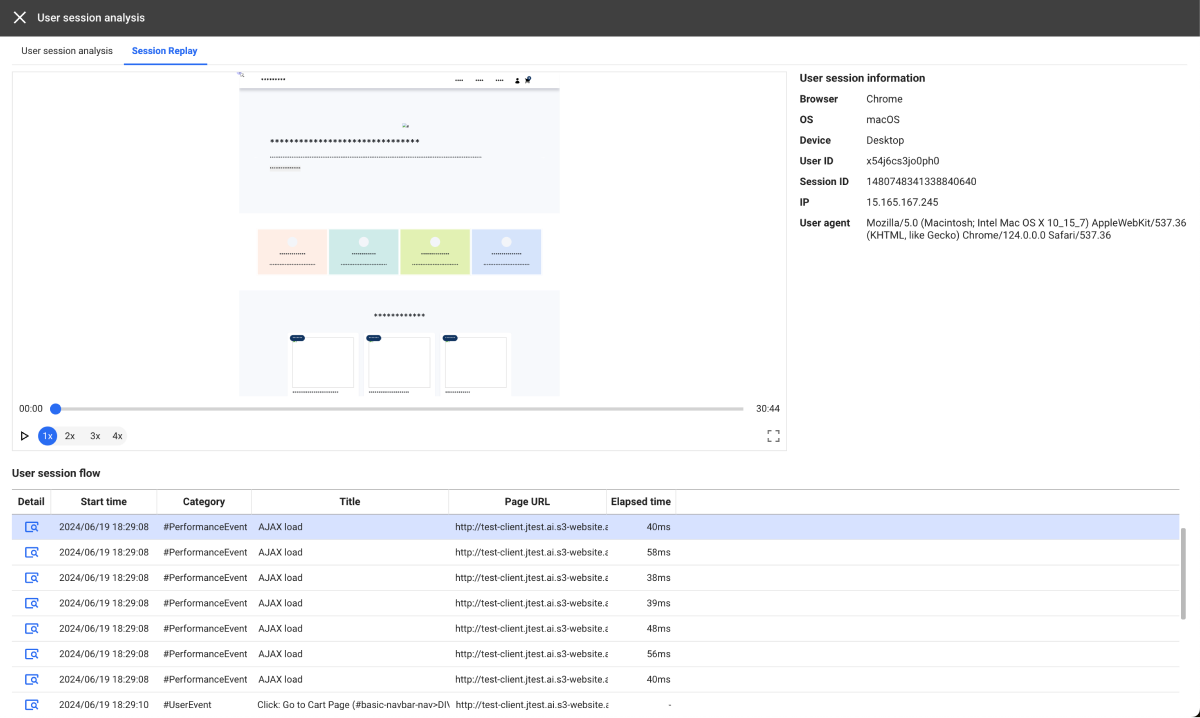 User session analysis
User session analysis Session Replay
00:00 30:44
1x 2x 3x 4x
User session information
Browser Chrome
OS macOS
Device Desktop
User ID x54j6cs3jo0ph0
Session ID 1480748341338840640
IP 15.165.167.245
User agent Mozilla/5.0 (Macintosh; Intel Mac OS X 10_15_7) AppleWebKit/537.36
(KHTML, like Gecko) Chrome/124.0.0.0 Safari/537.36
User session flow
Detail Start time Category Title Page URL Elapsed time
2024/06/19 18:29:08 #PerformanceEvent AJAX load http://test-client.jtest.ai.s3-website.a 40ms
2024/06/19 18:29:08 #PerformanceEvent AJAX load http://test-client.jtest.ai.s3-website.a 58ms
2024/06/19 18:29:08 #PerformanceEvent AJAX load http://test-client.jtest.ai.s3-website.a 38ms
2024/06/19 18:29:08 #PerformanceEvent AJAX load http://test-client.jtest.ai.s3-website.a 39ms
2024/06/19 18:29:08 #PerformanceEvent AJAX load http://test-client.jtest.ai.s3-website.a 48ms
2024/06/19 18:29:08 #PerformanceEvent AJAX load http://test-client.jtest.ai.s3-website.a 56ms
2024/06/19 18:29:08 #PerformanceEvent AJAX load http://test-client.jtest.ai.s3-website.a 40ms
2024/06/19 18:29:10 #UserEvent Click: Go to Cart Page (#basic-navbar-nav>DIV http://test-client.jtest.ai.s3-website.a -